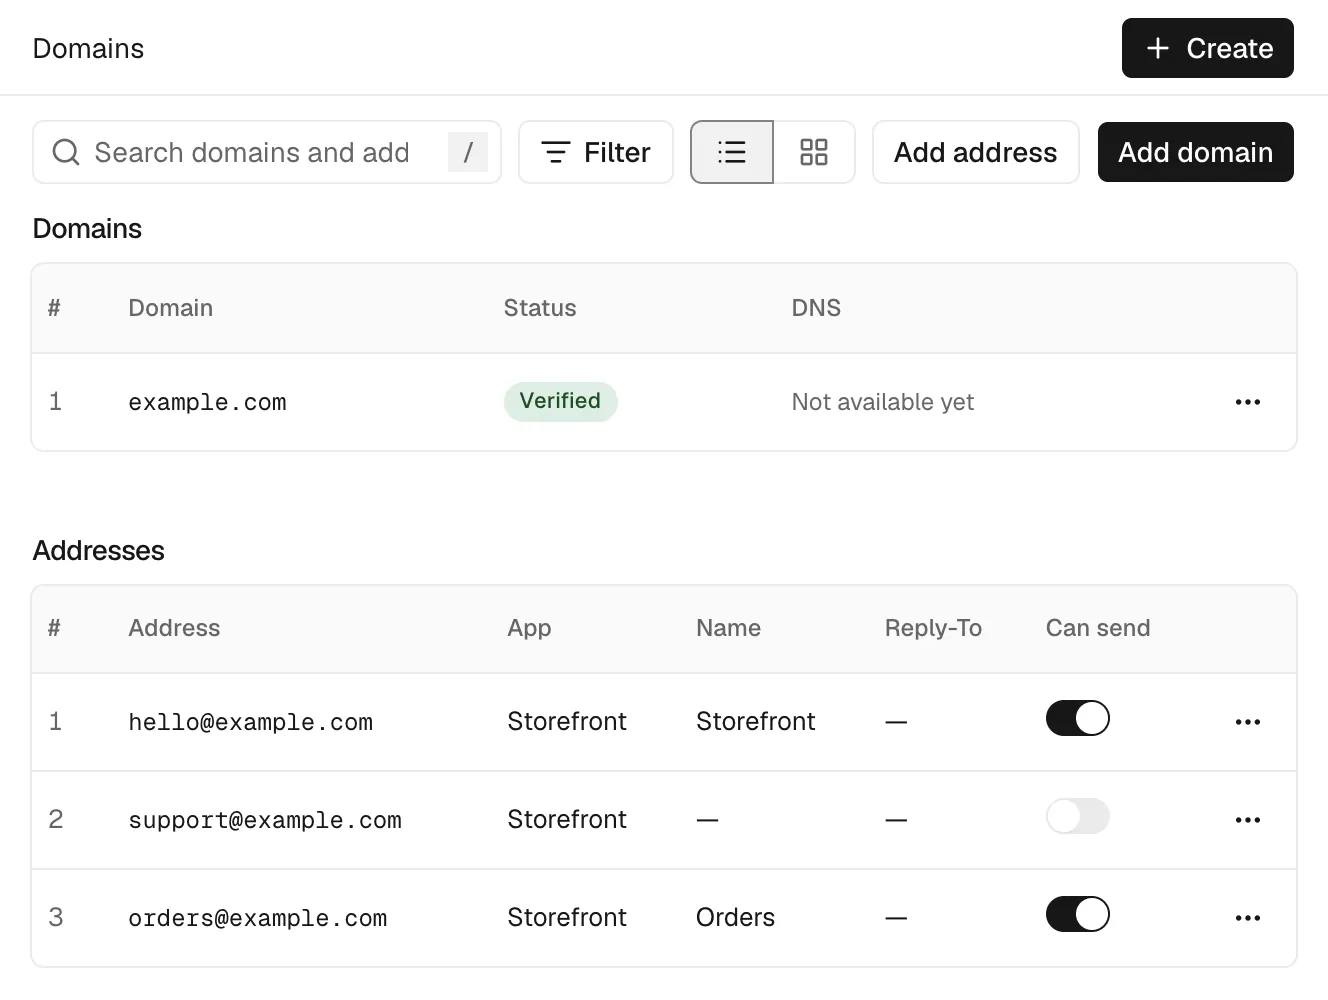 Domains
+ Create
Search domains and add /
Filter
Add address
Add domain
Domains
# Domain Status DNS
1 example.com Verified Not available yet
Addresses
# Address App Name Reply-To Can send
1 hello@example.com Storefront Storefront —
2 support@example.com Storefront — —
3 orders@example.com Storefront Orders —